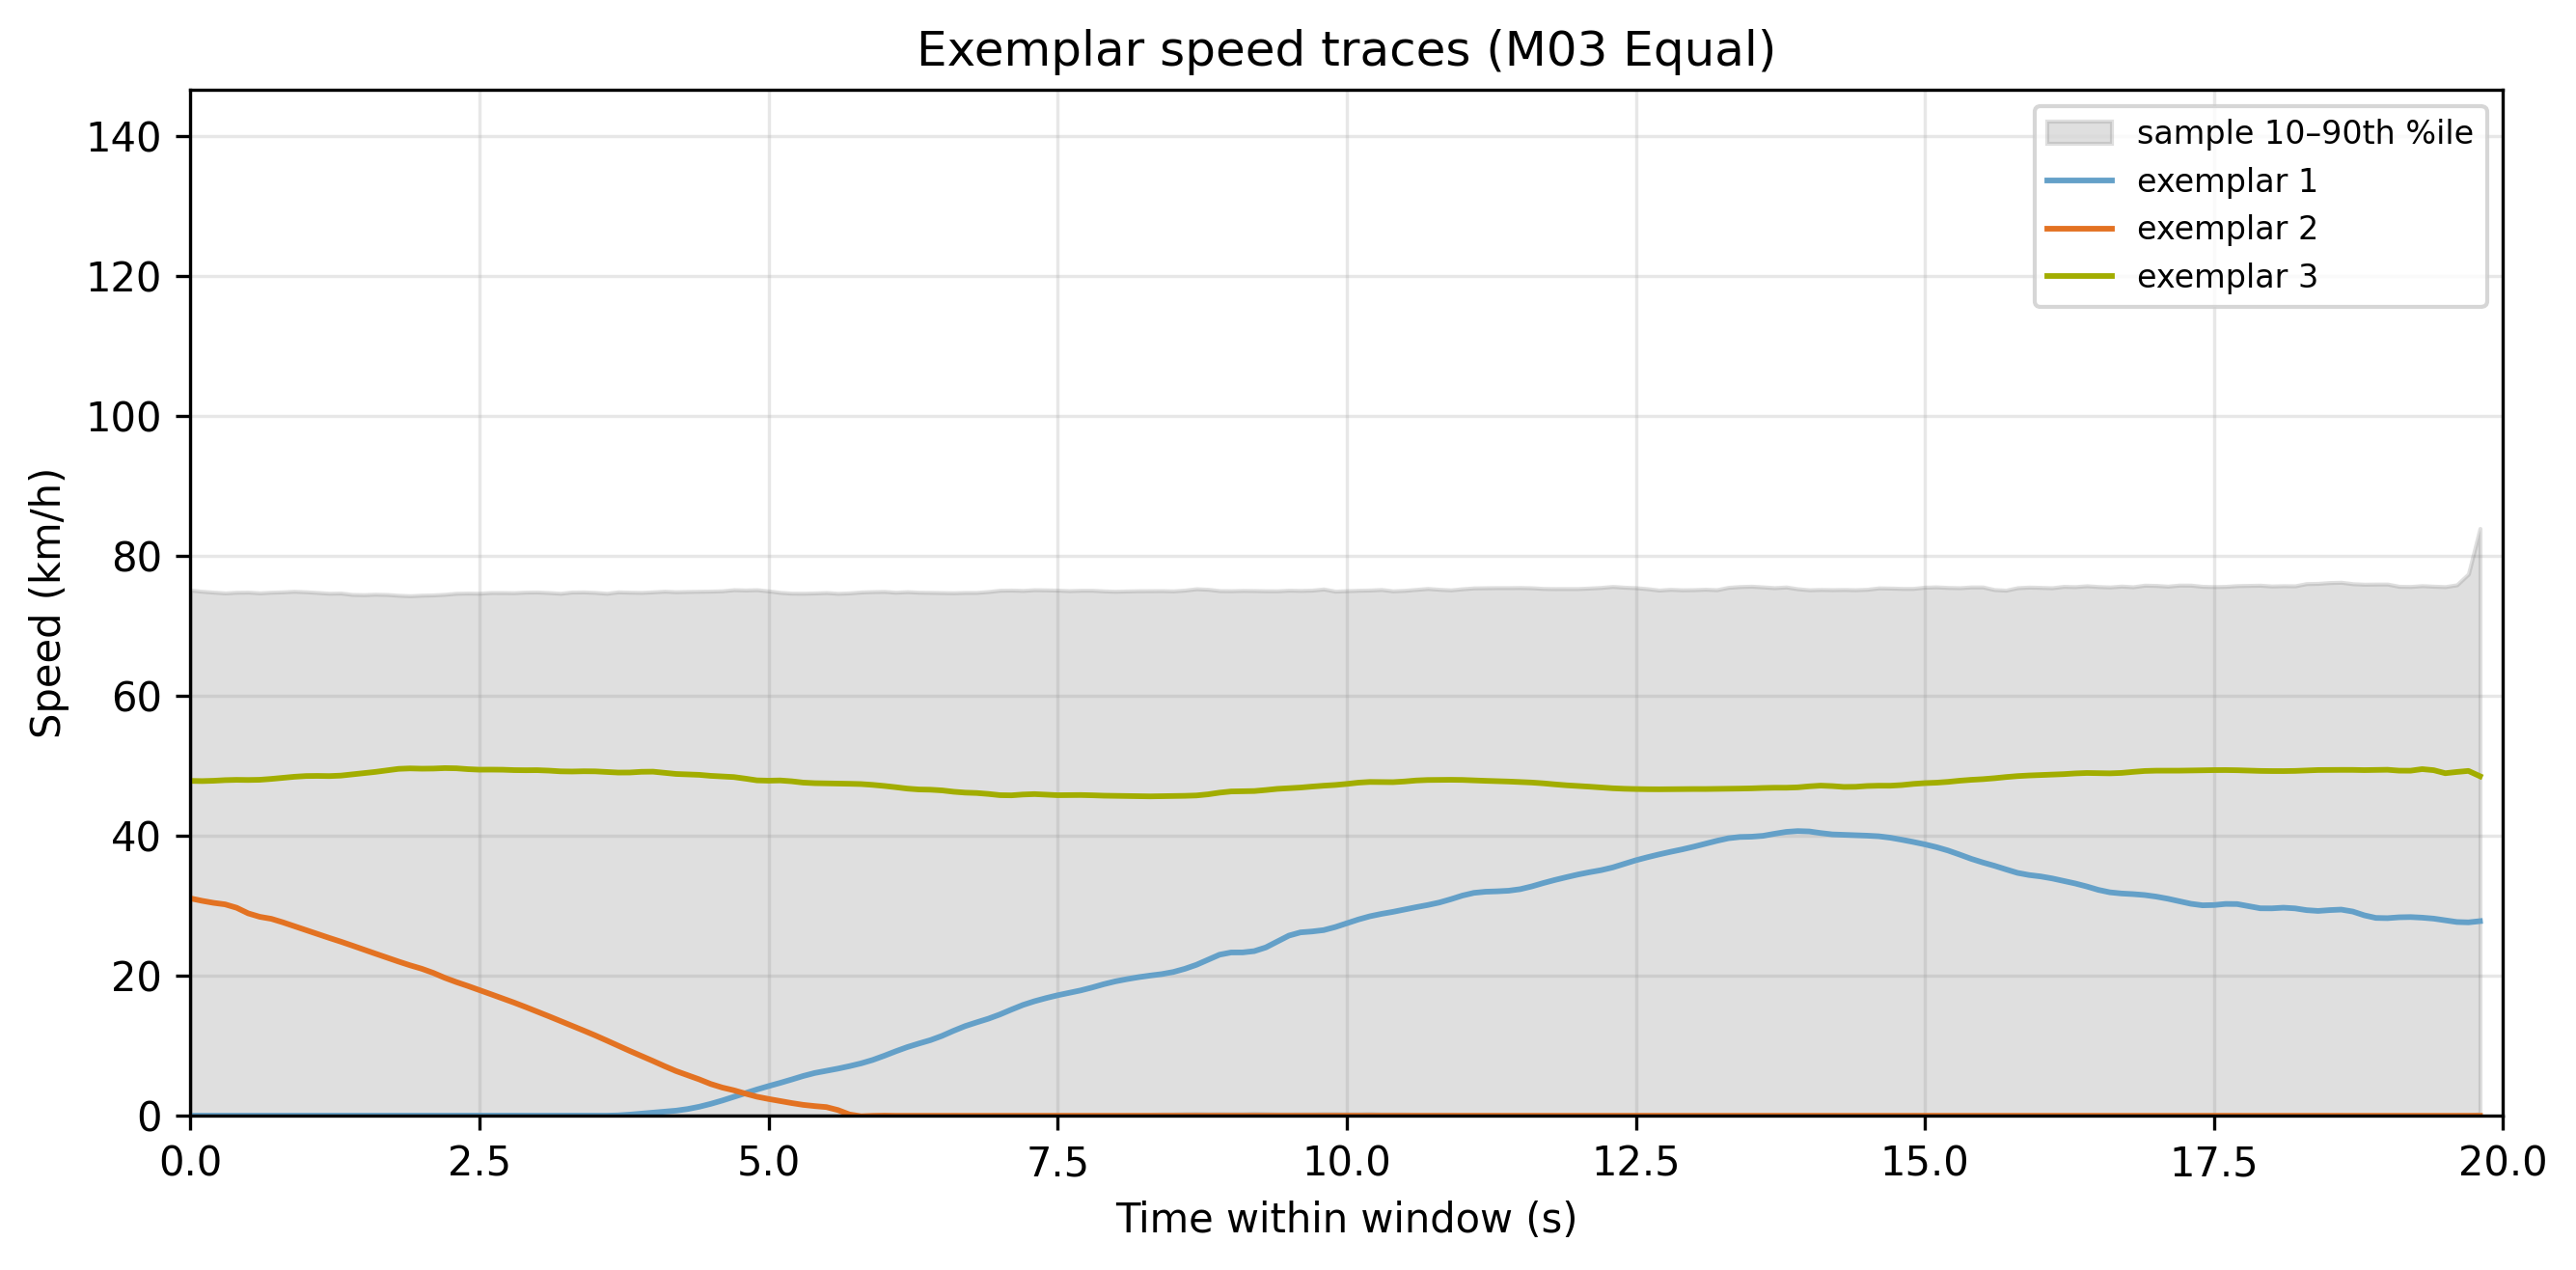 Exemplar speed traces (M03 Equal)
sample 10–90th %ile
exemplar 1
exemplar 2
exemplar 3
Speed (km/h)
140
120
100
80
60
40
20
0
0.0 2.5 5.0 7.5 10.0 12.5 15.0 17.5 20.0
Time within window (s)